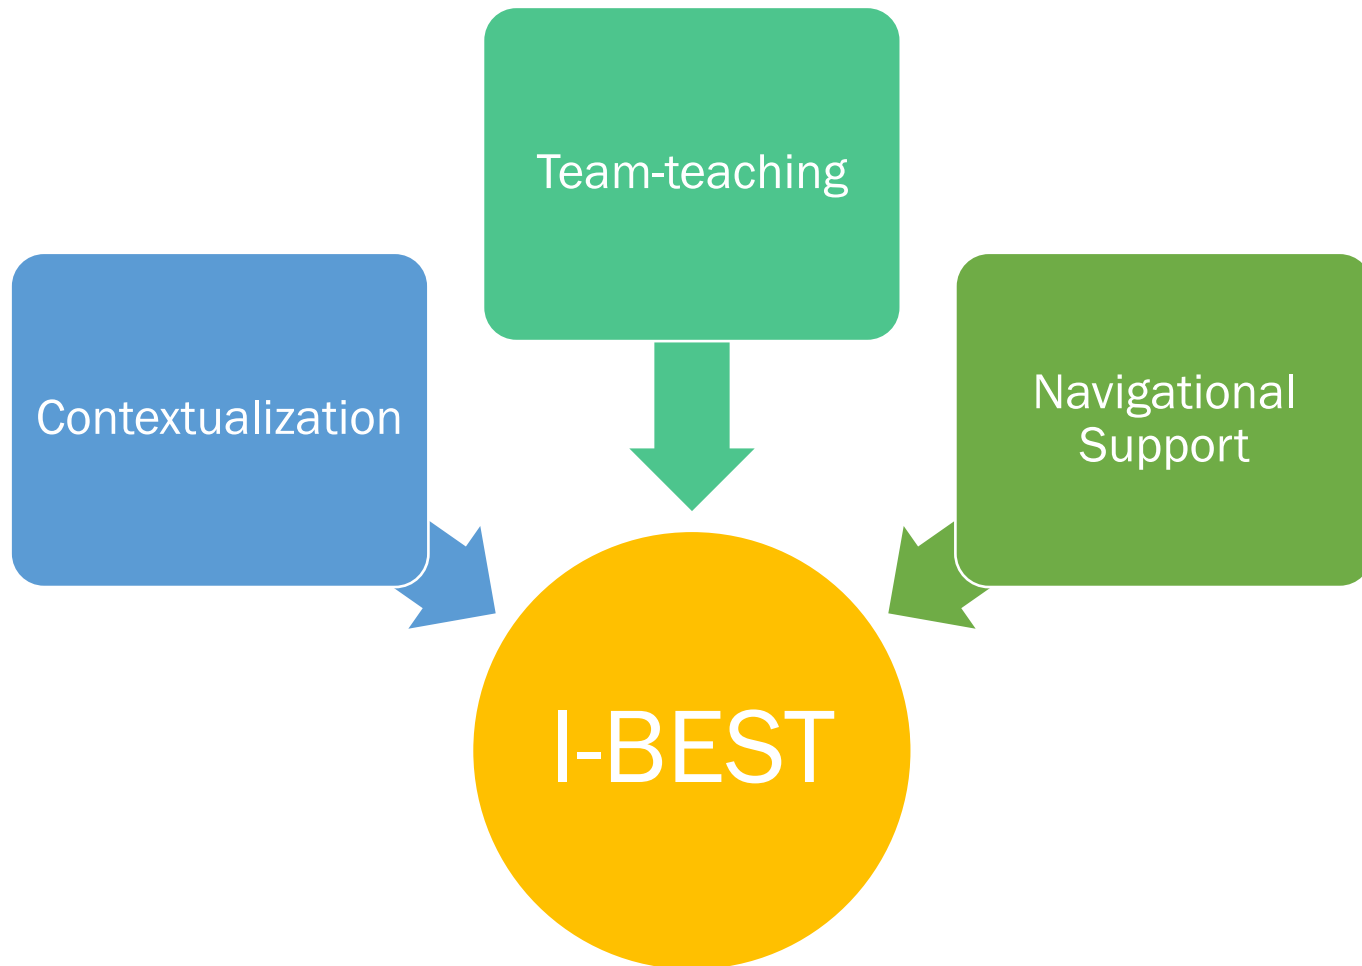 Team-teaching
Contextualization
Navigational
Support
I-BEST